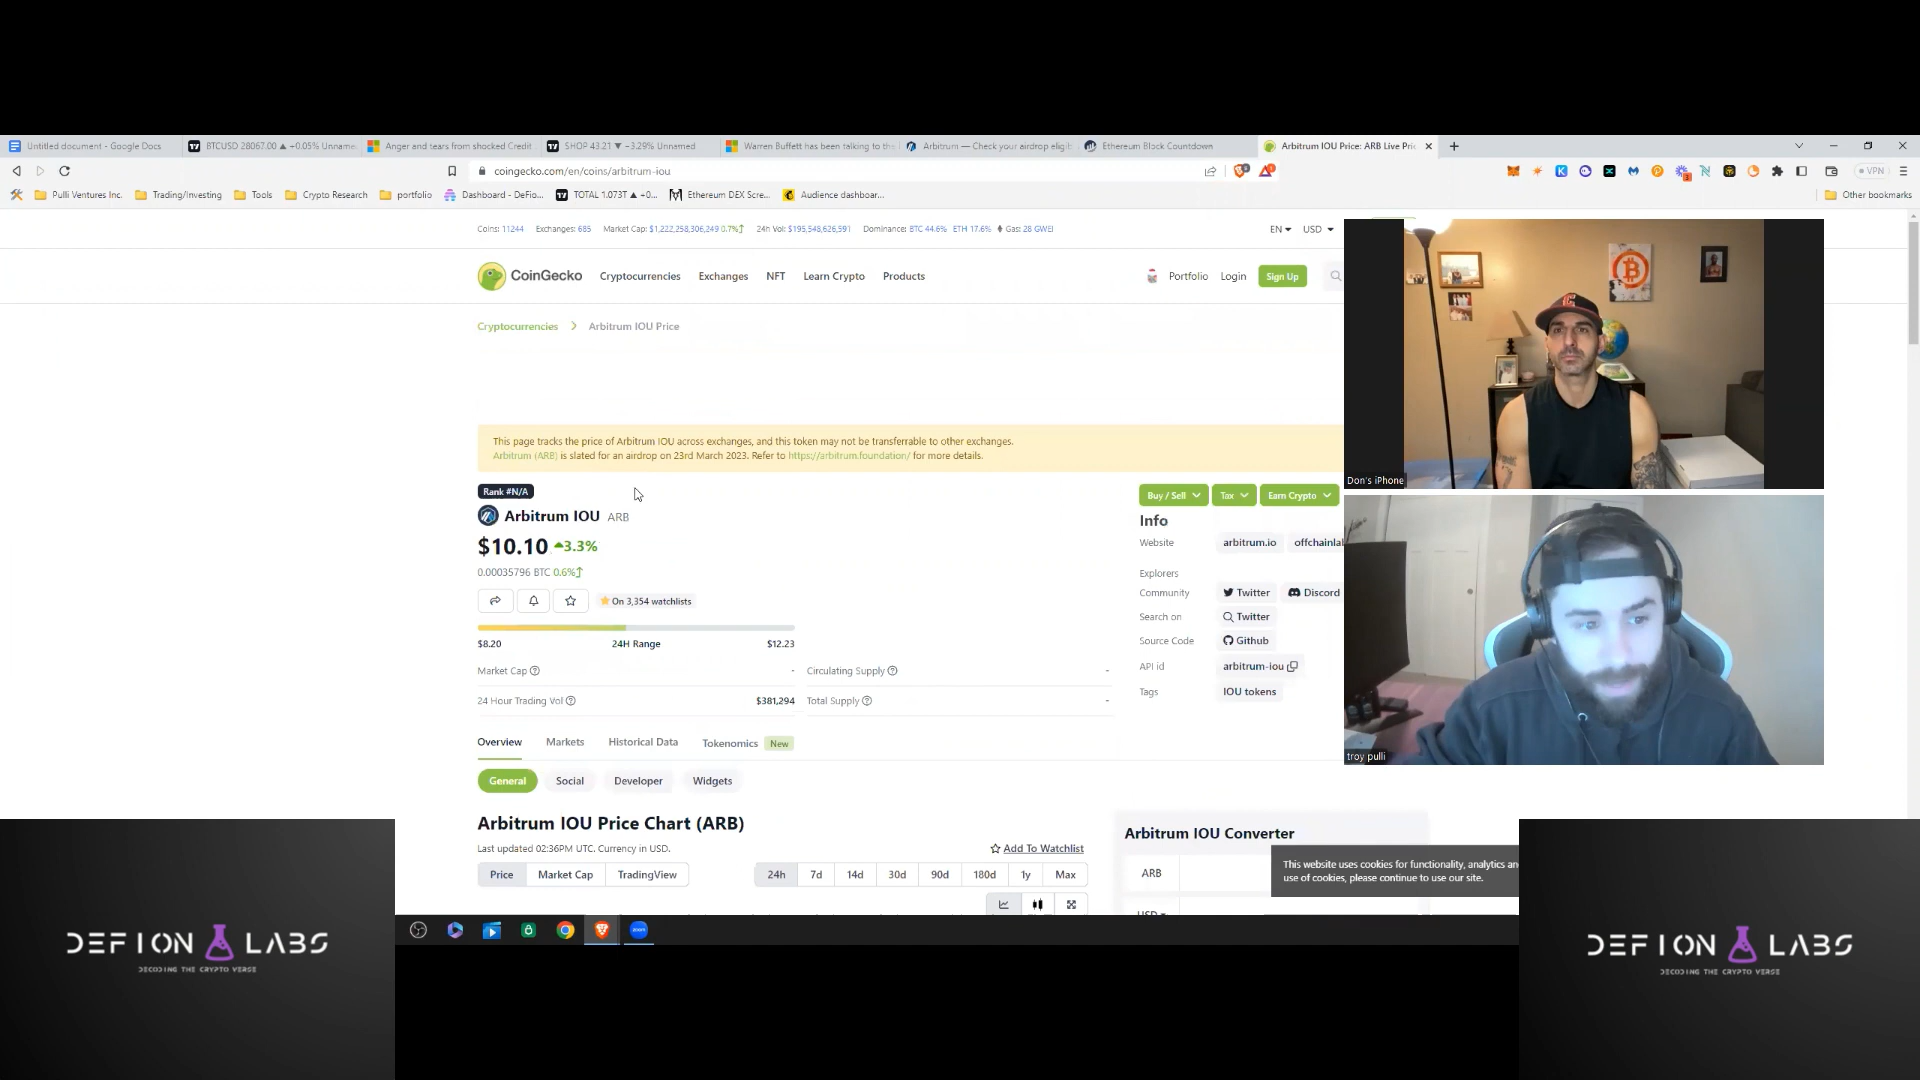 Untitled document - Google Docs
BTCUSD 28067.00 ▲ +0.05% Unname
Anger and tears from shocked Credit
SHOP 43.21 ▼ −3.29% Unnamed
Warren Buffett has been talking to the
Arbitrum — Check your airdrop eligib
Ethereum Block Countdown
Arbitrum IOU Price: ARB Live Pric
coingecko.com/en/coins/arbitrum-iou
VPN
Pulli Ventures Inc.
Trading/Investing
Tools
Crypto Research
portfolio
Dashboard - DeFio...
TOTAL 1.073T ▲ +0...
Ethereum DEX Scre...
Audience dashboar...
Other bookmarks
Coins: 11244
Exchanges: 685
Market Cap: $1,222,258,306,249 0.7%
24h Vol: $195,548,626,591
Dominance: BTC 44.6% ETH 17.6%
Gas: 28 GWEI
EN
USD
CoinGecko
Cryptocurrencies
Exchanges
NFT
Learn Crypto
Products
Portfolio
Login
Sign Up
Cryptocurrencies > Arbitrum IOU Price
This page tracks the price of Arbitrum IOU across exchanges, and this token may not be transferrable to other exchanges.
Arbitrum (ARB) is slated for an airdrop on 23rd March 2023. Refer to https://arbitrum.foundation/ for more details.
Rank #N/A
Arbitrum IOU ARB
$10.10 3.3%
0.00035796 BTC 0.6%
On 3,354 watchlists
$8.20 24H Range $12.23
Market Cap -
Circulating Supply -
24 Hour Trading Vol $381,294
Total Supply -
Buy / Sell
Tax
Earn Crypto
Info
Website arbitrum.io offchainlal
Explorers
Community Twitter Discord
Search on Twitter
Source Code Github
API id arbitrum-iou
Tags IOU tokens
Overview
Markets
Historical Data
Tokenomics New
General
Social
Developer
Widgets
Arbitrum IOU Price Chart (ARB)
Last updated 02:36PM UTC. Currency in USD.
Add To Watchlist
Price
Market Cap
TradingView
24h
7d
14d
30d
90d
180d
1y
Max
Arbitrum IOU Converter
ARB
USD
This website uses cookies for functionality, analytics an
use of cookies, please continue to use our site.
Don's iPhone
troy pulli
zoom
DEFION LABS
DECODING THE CRYPTO VERSE
DEFION LABS
DECODING THE CRYPTO VERSE